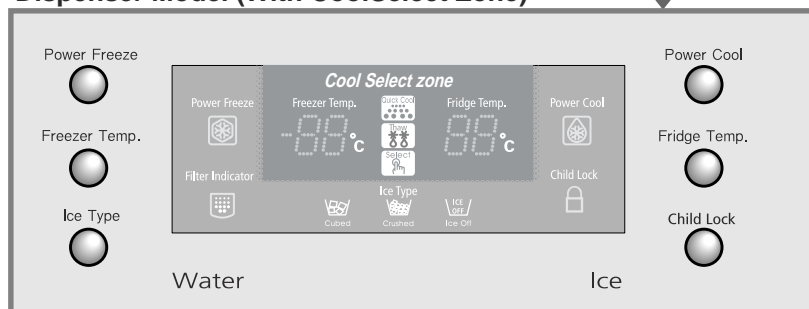 Dispenser Model (With CoolSelect Zone)
Power Freeze
Power Cool
Freezer Temp.
Fridge Temp.
Ice Type
Child Lock
Cool Select zone
Power Freeze
Freezer Temp.
Quick Cool
Fridge Temp.
Power Cool
-88°C
Thaw
88°C
Select
Filter Indicator
Child Lock
Ice Type
ICE OFF
Cubed
Crushed
Ice Off
Water
Ice